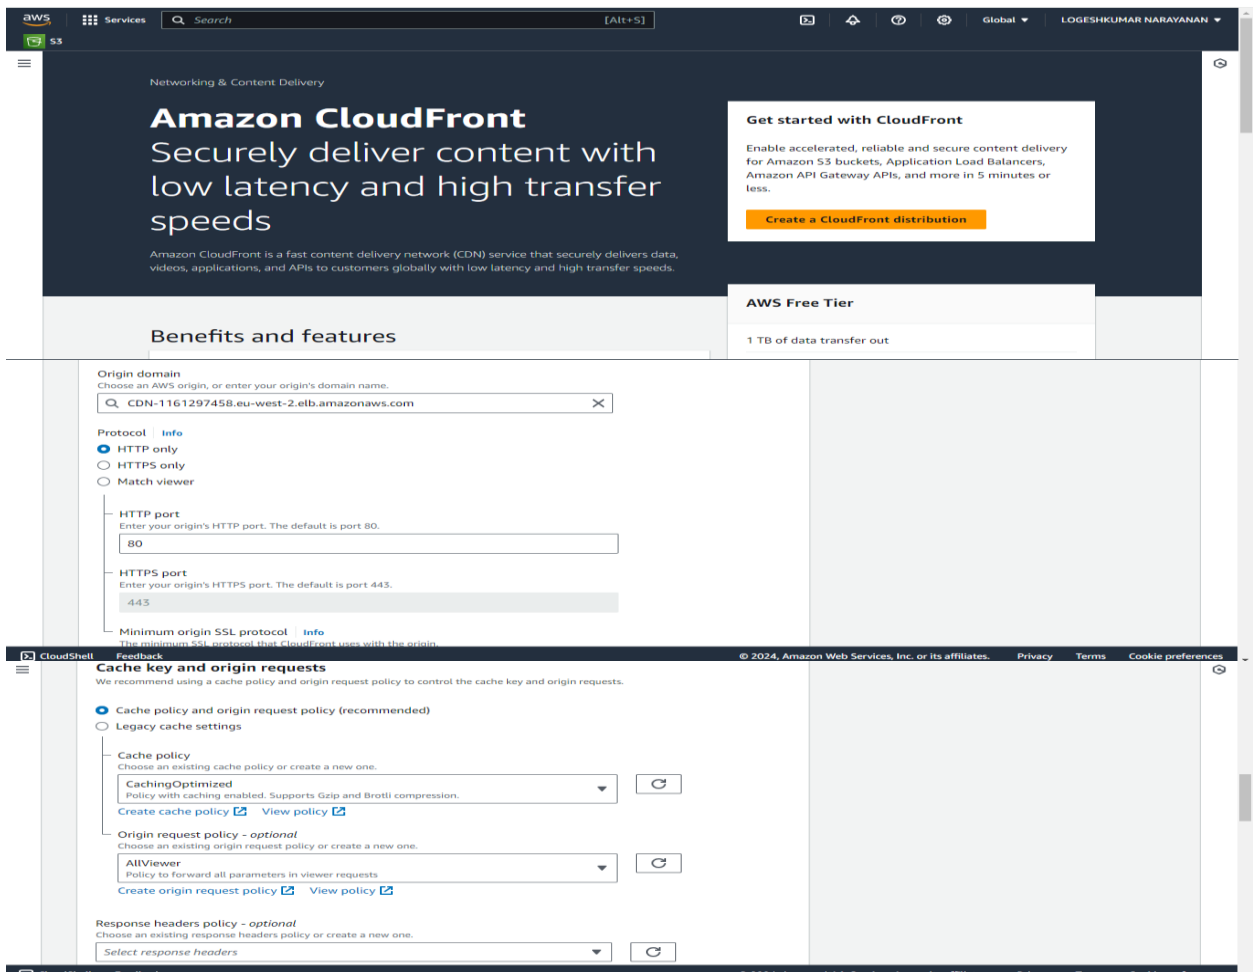 aws
Services
Search
[Alt+S]
Global
LOGESHKUMAR NARAYANAN
S3
Networking & Content Delivery
Amazon CloudFront
Securely deliver content with
low latency and high transfer
speeds
Amazon CloudFront is a fast content delivery network (CDN) service that securely delivers data,
videos, applications, and APIs to customers globally with low latency and high transfer speeds.
Get started with CloudFront
Enable accelerated, reliable and secure content delivery
for Amazon S3 buckets, Application Load Balancers,
Amazon API Gateway APIs, and more in 5 minutes or
less.
Create a CloudFront distribution
AWS Free Tier
1 TB of data transfer out
Benefits and features
Origin domain
Choose an AWS origin, or enter your origin's domain name.
CDN-1161297458.eu-west-2.elb.amazonaws.com
Protocol Info
HTTP only
HTTPS only
Match viewer
HTTP port
Enter your origin's HTTP port. The default is port 80.
80
HTTPS port
Enter your origin's HTTPS port. The default is port 443.
443
Minimum origin SSL protocol Info
The minimum SSL protocol that CloudFront uses with the origin.
CloudShell Feedback © 2024, Amazon Web Services, Inc. or its affiliates. Privacy Terms Cookie preferences
Cache key and origin requests
We recommend using a cache policy and origin request policy to control the cache key and origin requests.
Cache policy and origin request policy (recommended)
Legacy cache settings
Cache policy
Choose an existing cache policy or create a new one.
CachingOptimized
Policy with caching enabled. Supports Gzip and Brotli compression.
Create cache policy View policy
Origin request policy - optional
Choose an existing origin request policy or create a new one.
AllViewer
Policy to forward all parameters in viewer requests
Create origin request policy View policy
Response headers policy - optional
Choose an existing response headers policy or create a new one.
Select response headers